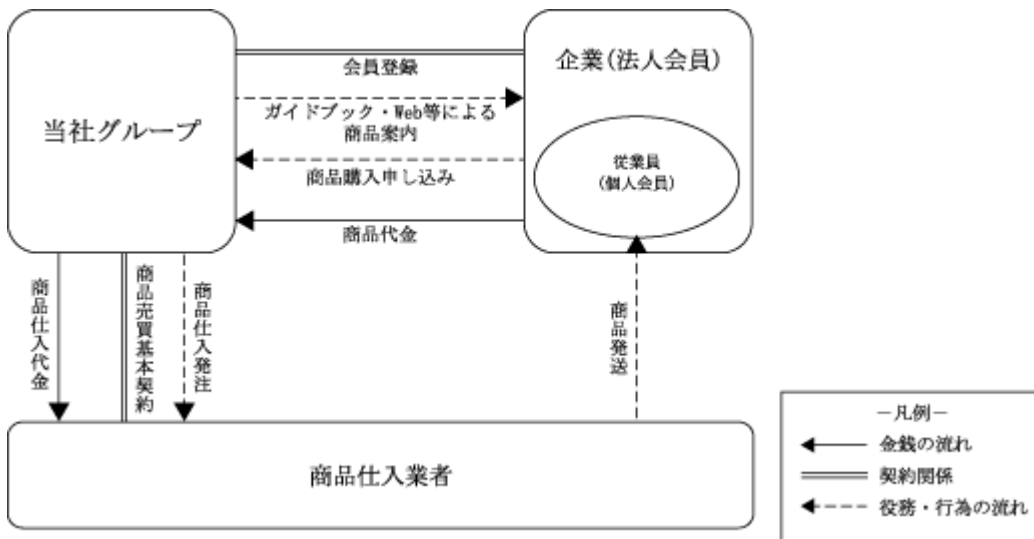 企業(法人会員)
会員登録
ガイドブック・Web等による
商品案内
当社グループ
従業員
(個人会員)
商品購入申し込み
商品代金
商品仕入代金
商品売買基本契約
商品仕入発注
商品発送
商品仕入業者
－凡例－
金銭の流れ
契約関係
役務・行為の流れ